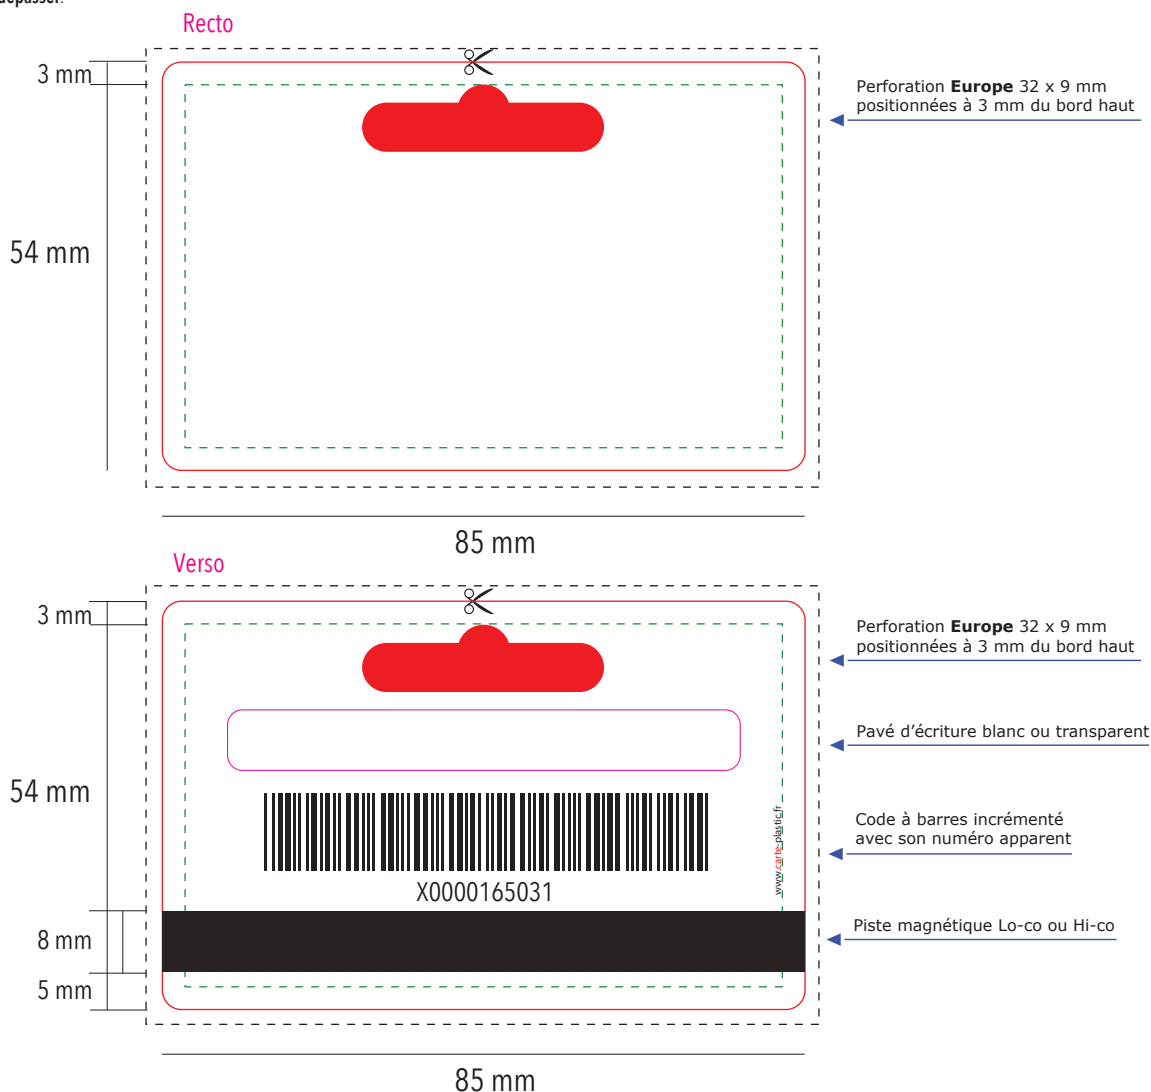 dépasser.
Recto
3 mm
Perforation Europe 32 x 9 mm
positionnées à 3 mm du bord haut
54 mm
85 mm
Verso
3 mm
Perforation Europe 32 x 9 mm
positionnées à 3 mm du bord haut
Pavé d'écriture blanc ou transparent
54 mm
Code à barres incrémenté
avec son numéro apparent
www.carte-plastic.fr
X0000165031
Piste magnétique Lo-co ou Hi-co
8 mm
5 mm
85 mm